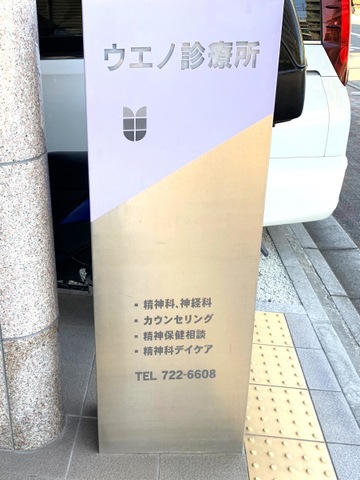 ウエノ診療所
▪ 精神科、神経科
▪ カウンセリング
▪ 精神保健相談
▪ 精神科デイケア
TEL 722-6608